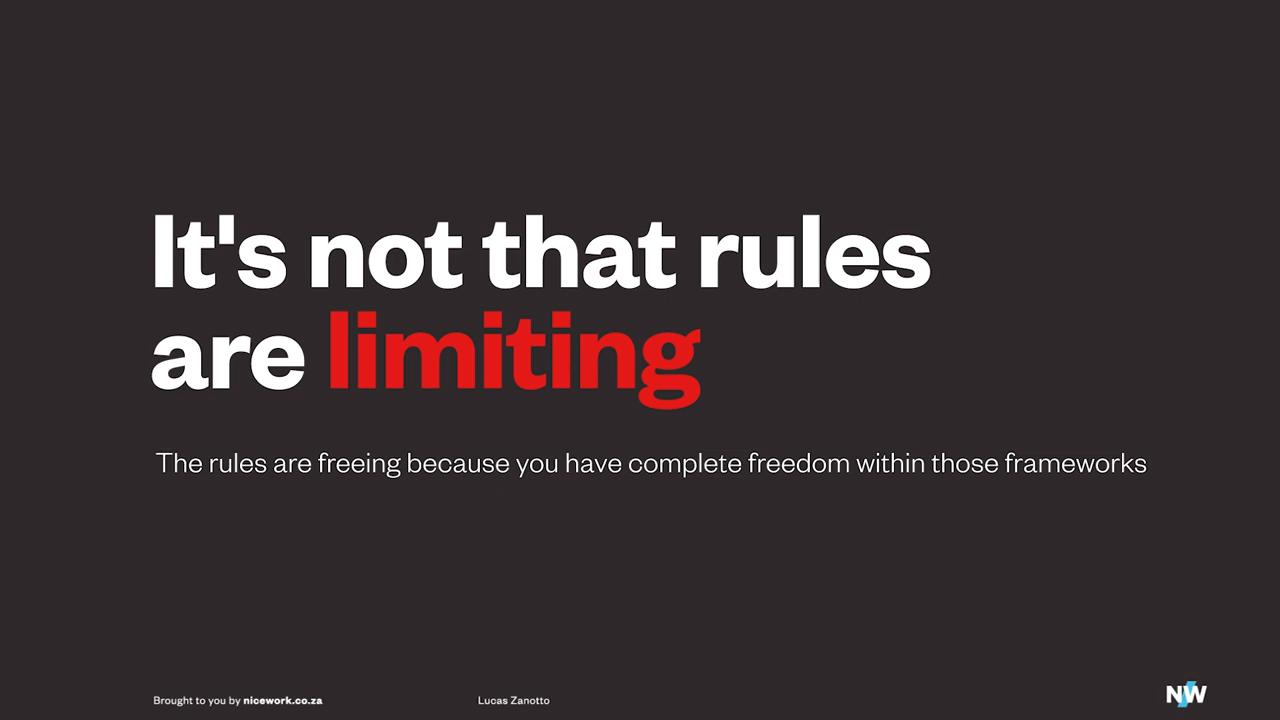 It's not that rules
are limiting
The rules are freeing because you have complete freedom within those frameworks
Brought to you by nicework.co.za
Lucas Zanotto
NW